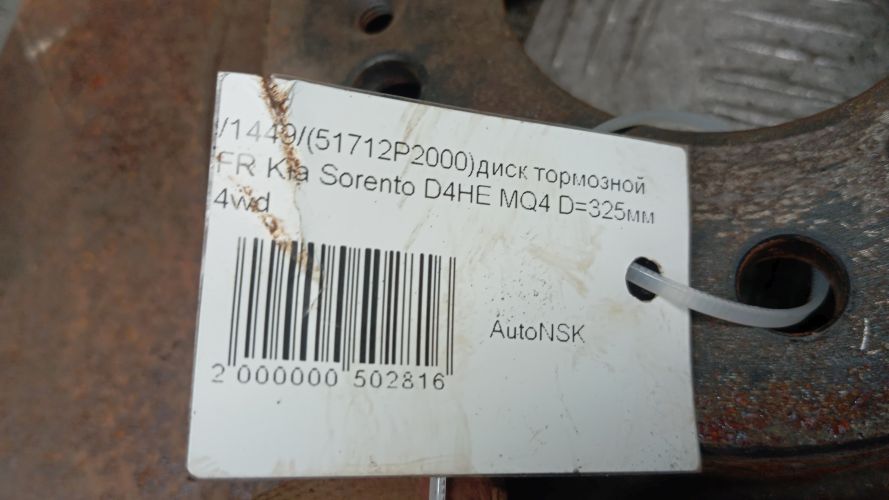 /1449/(51712P2000)диск тормозной
FR Kia Sorento D4HE MQ4 D=325мм
4wd
AutoNSK
2 000000 502816